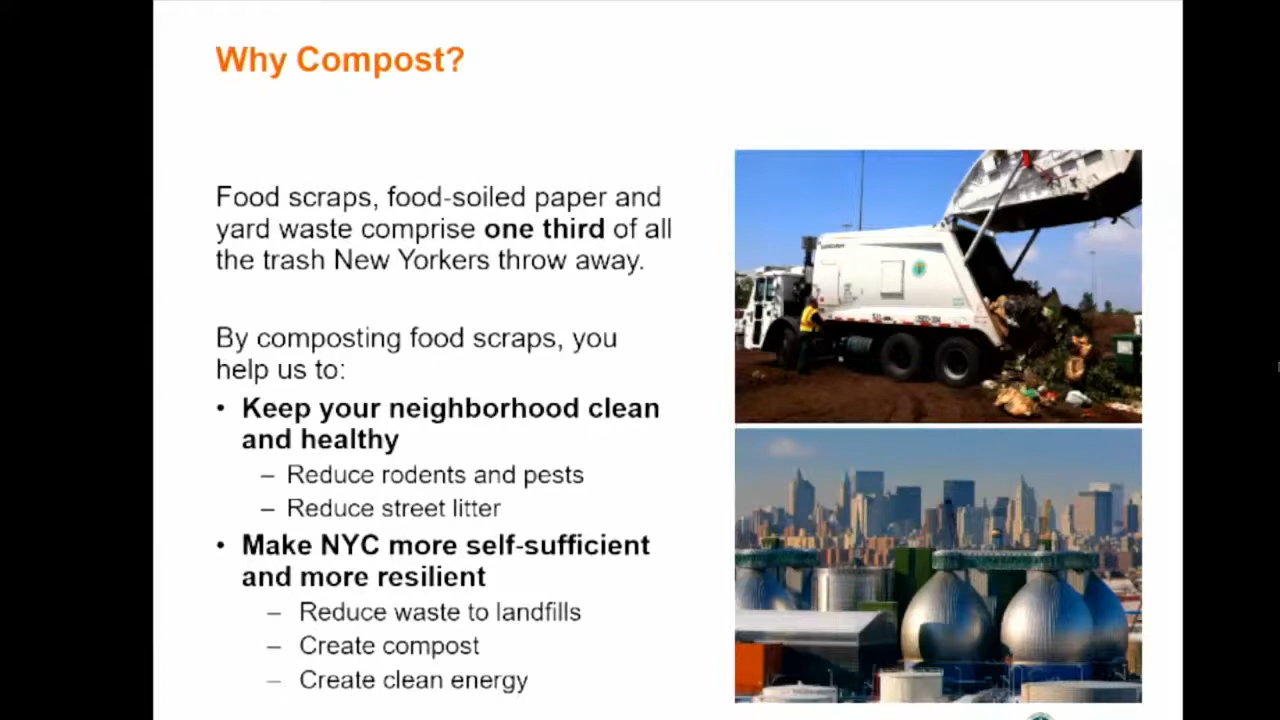 Why Compost?
Food scraps, food-soiled paper and
yard waste comprise one third of all
the trash New Yorkers throw away.
By composting food scraps, you
help us to:
• Keep your neighborhood clean
and healthy
– Reduce rodents and pests
– Reduce street litter
• Make NYC more self-sufficient
and more resilient
– Reduce waste to landfills
– Create compost
– Create clean energy